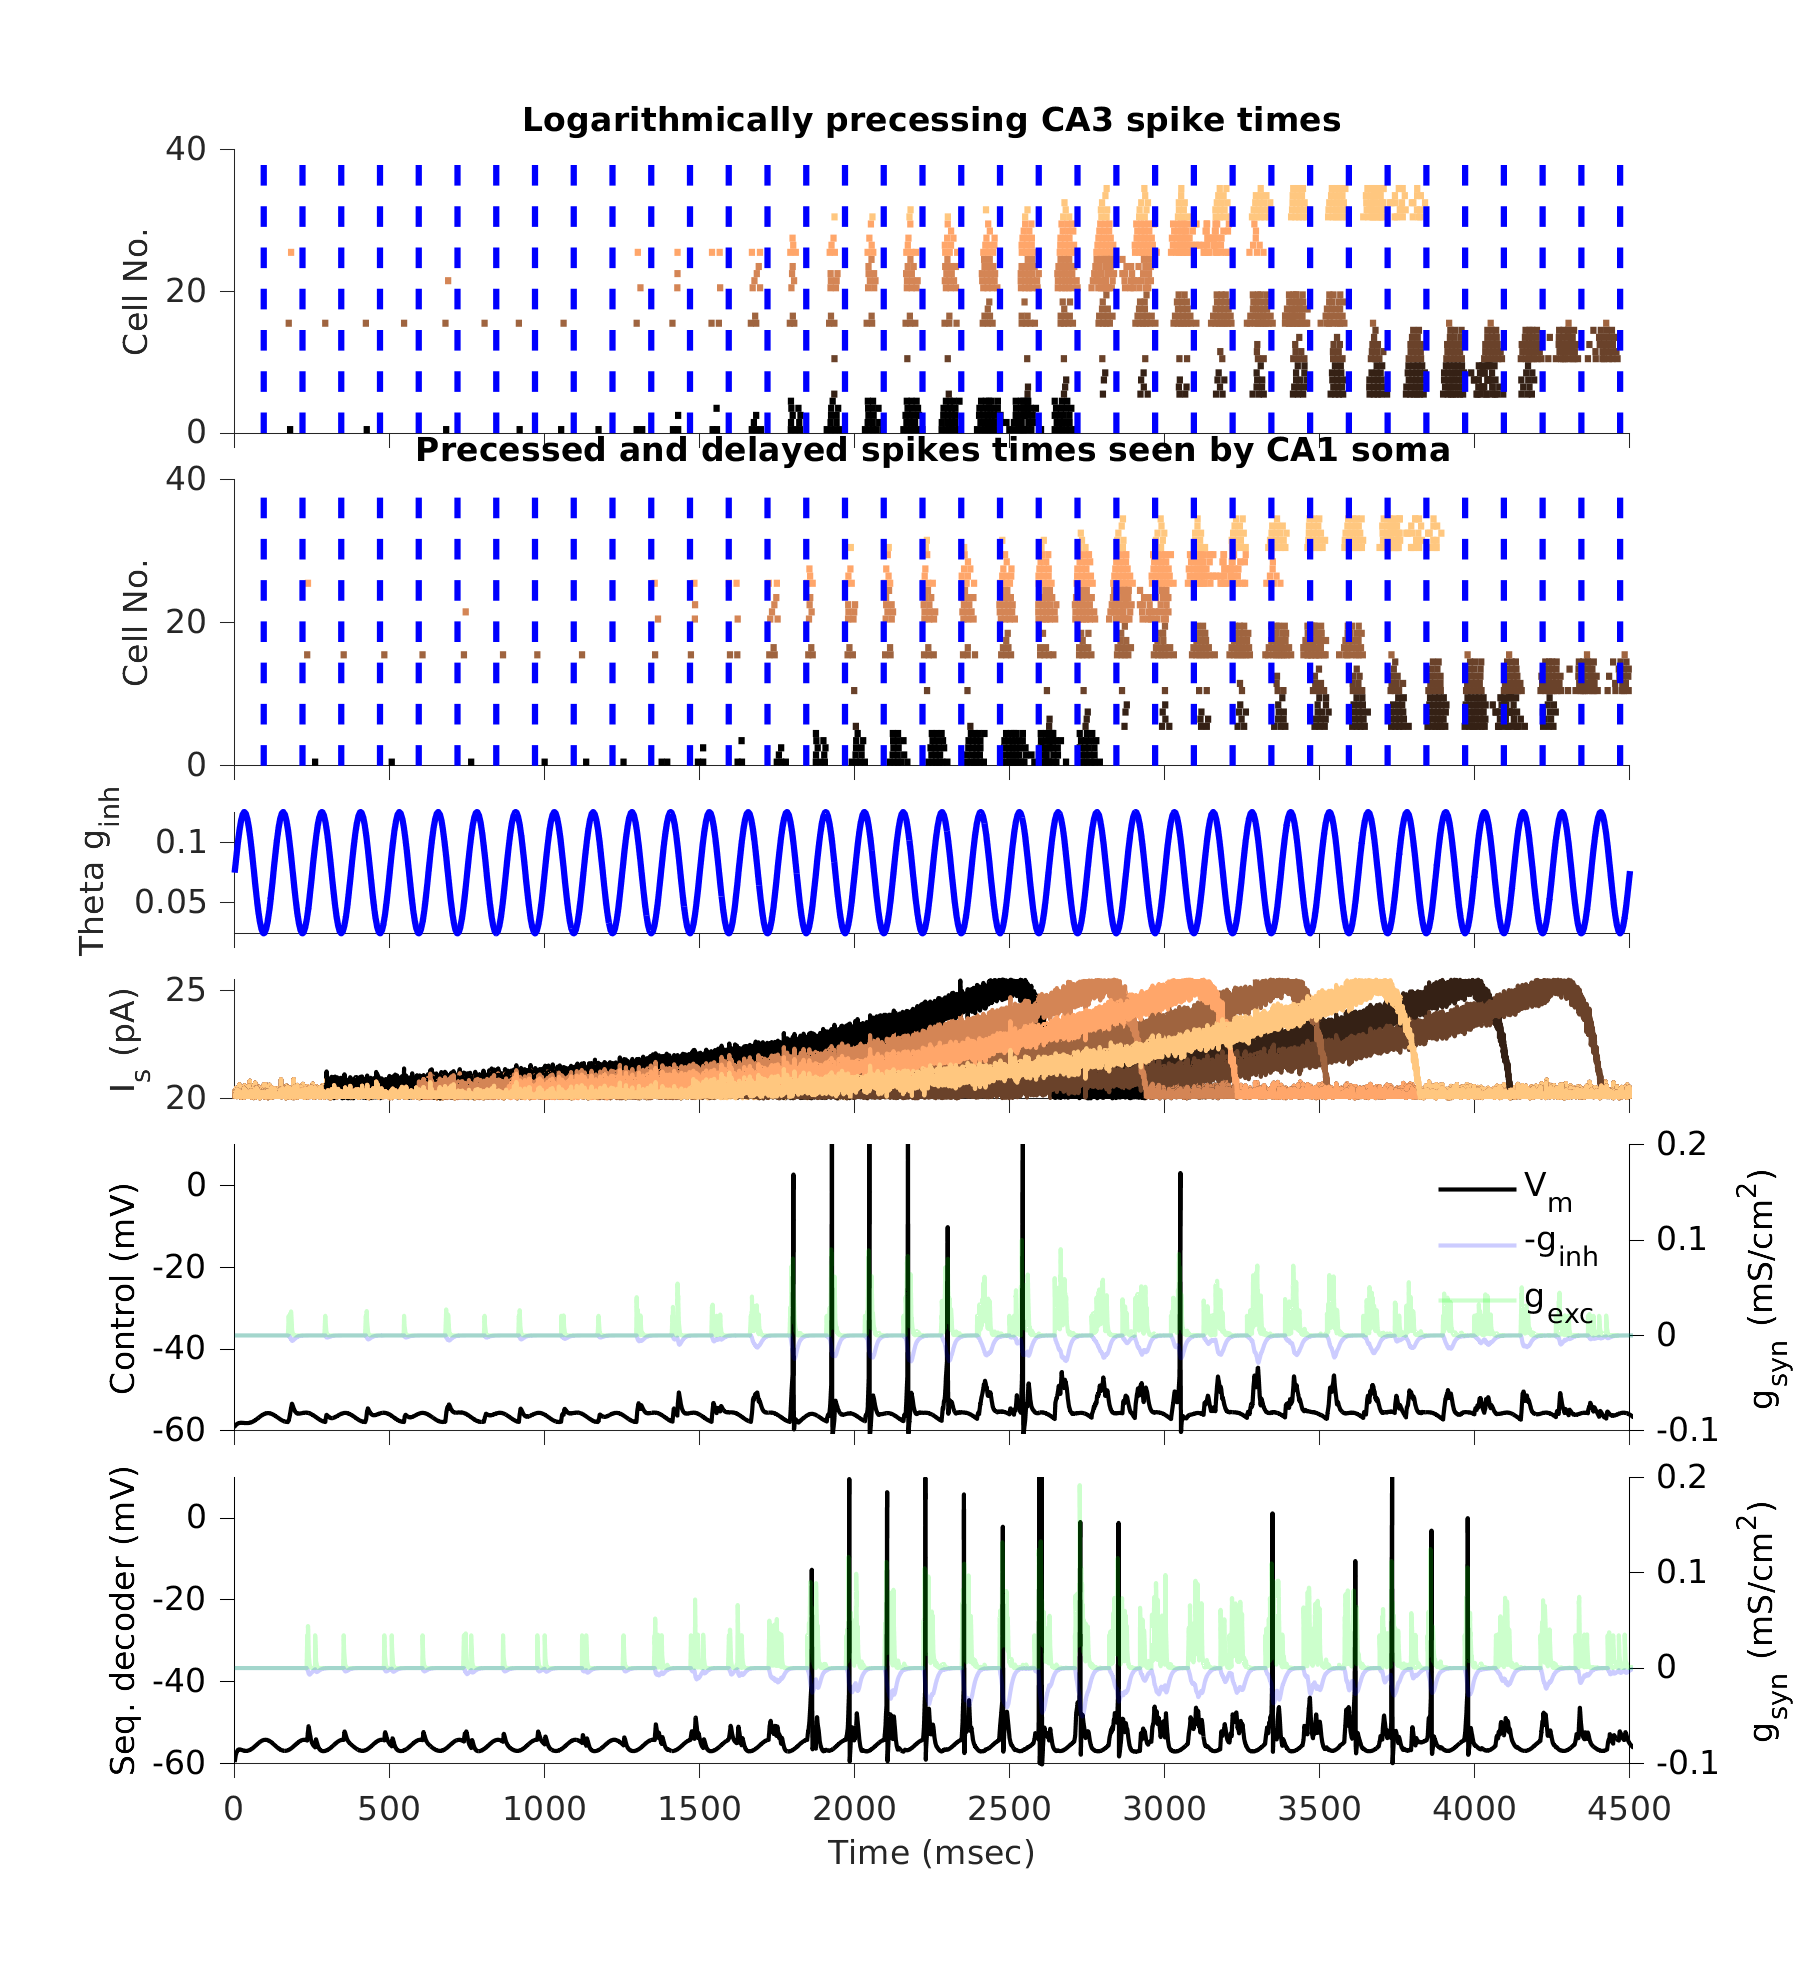 Logarithmically precessing CA3 spike times
40
20
0
Cell No.
Precessed and delayed spikes times seen by CA1 soma
40
20
0
Cell No.
0.1
0.05
Theta g_inh
25
20
I_s (pA)
0
-20
-40
-60
Control (mV)
V_m
-g_inh
g_exc
0.2
0.1
0
-0.1
g_syn (mS/cm^2)
0
-20
-40
-60
Seq. decoder (mV)
0.2
0.1
0
-0.1
g_syn (mS/cm^2)
0 500 1000 1500 2000 2500 3000 3500 4000 4500
Time (msec)